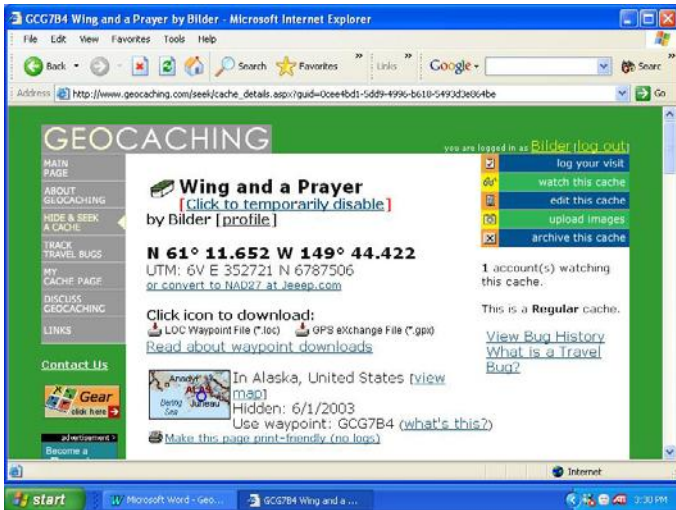 GCG7B4 Wing and a Prayer by Bilder - Microsoft Internet Explorer
File Edit View Favorites Tools Help
Back Search Favorites Links Google Searc
Address http://www.geocaching.com/seek/cache_details.aspx?guid=0cee4bd1-5dd9-4996-b618-5493d3e864be Go
GEOCACHING
you are logged in as Bilder [log out]
MAIN
PAGE
ABOUT
GEOCACHING
HIDE & SEEK
A CACHE
TRACK
TRAVEL BUGS
MY
CACHE PAGE
DISCUSS
GEOCACHING
LINKS
Contact Us
Gear
click here
advertisement >
Become a
Wing and a Prayer
[Click to temporarily disable]
by Bilder [profile]
N 61° 11.652 W 149° 44.422
UTM: 6V E 352721 N 6787506
or convert to NAD27 at Jeeep.com
Click icon to download:
LOC Waypoint File (*.loc) GPS eXchange File (*.gpx)
Read about waypoint downloads
Anadyr'
ALAS
Bering
Sea
Juneau
In Alaska, United States [view
map]
Hidden: 6/1/2003
Use waypoint: GCG7B4 (what's this?)
Make this page print-friendly (no logs)
log your visit
watch this cache
edit this cache
upload images
archive this cache
1 account(s) watching
this cache.
This is a Regular cache.
View Bug History
What is a Travel
Bug?
Internet
start Microsoft Word - Geo... GCG7B4 Wing and a ... 3:30 PM